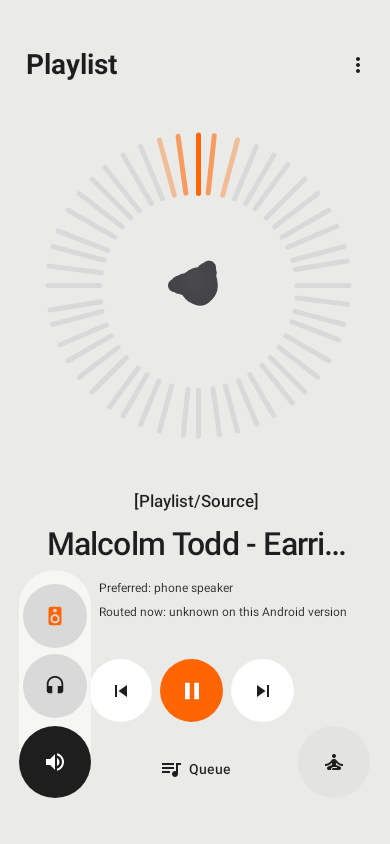 Playlist
[Playlist/Source]
Malcolm Todd - Earri...
Preferred: phone speaker
Routed now: unknown on this Android version
Queue